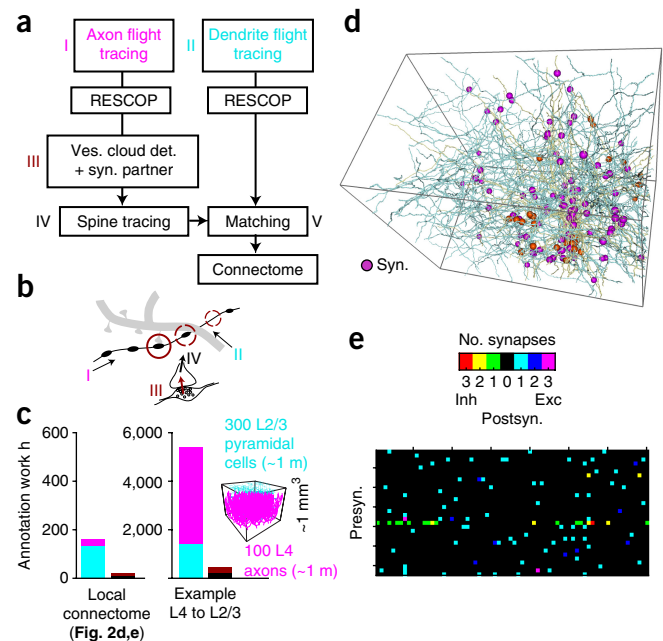 a
I
Axon flight
tracing
II
Dendrite flight
tracing
RESCOP
RESCOP
III
Ves. cloud det.
+ syn. partner
IV
Spine tracing
Matching
V
Connectome
b
I
II
IV
III
c
Annotation work h
600
400
200
0
6,000
4,000
2,000
0
300 L2/3
pyramidal
cells (~1 m)
~1 mm³
100 L4
axons (~1 m)
Local
connectome
(Fig. 2d,e)
Example
L4 to L2/3
d
Syn.
e
No. synapses
3 2 1 0 1 2 3
Inh Exc
Postsyn.
Presyn.